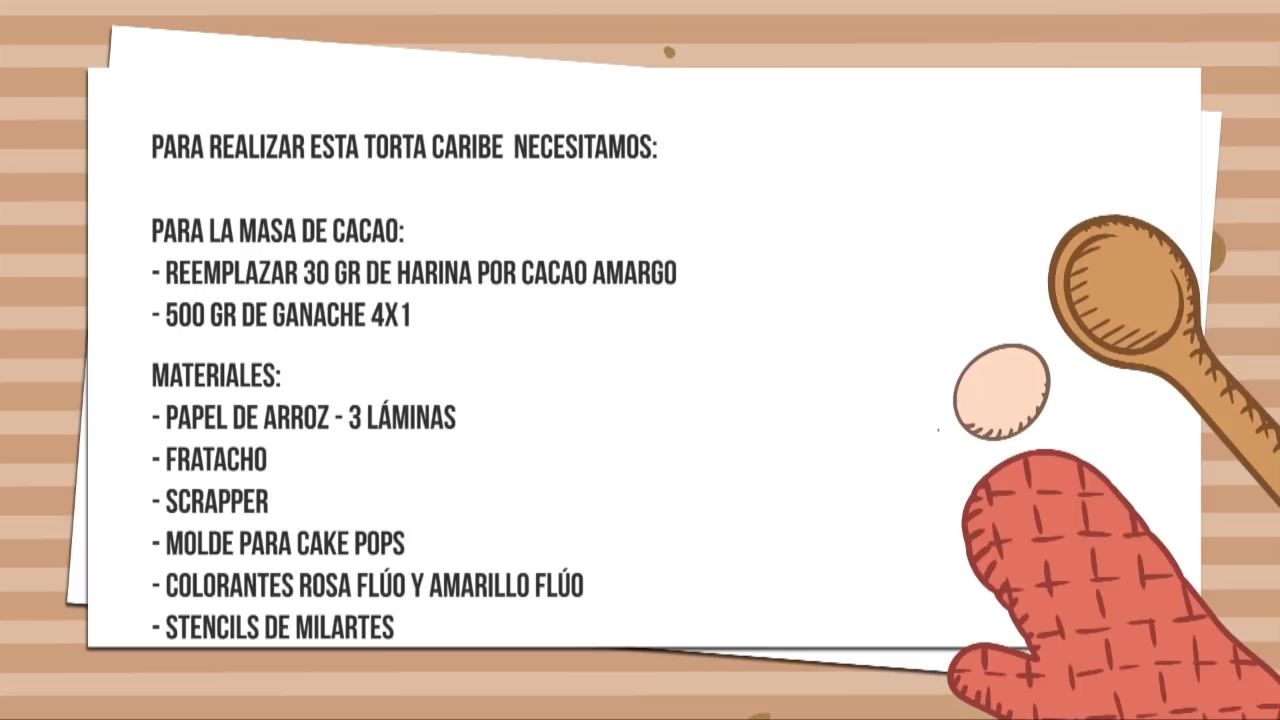 PARA REALIZAR ESTA TORTA CARIBE NECESITAMOS:
PARA LA MASA DE CACAO:
- REEMPLAZAR 30 GR DE HARINA POR CACAO AMARGO
- 500 GR DE GANACHE 4X1
MATERIALES:
- PAPEL DE ARROZ - 3 LÁMINAS
- FRATACHO
- SCRAPPER
- MOLDE PARA CAKE POPS
- COLORANTES ROSA FLÚO Y AMARILLO FLÚO
- STENCILS DE MILARTES